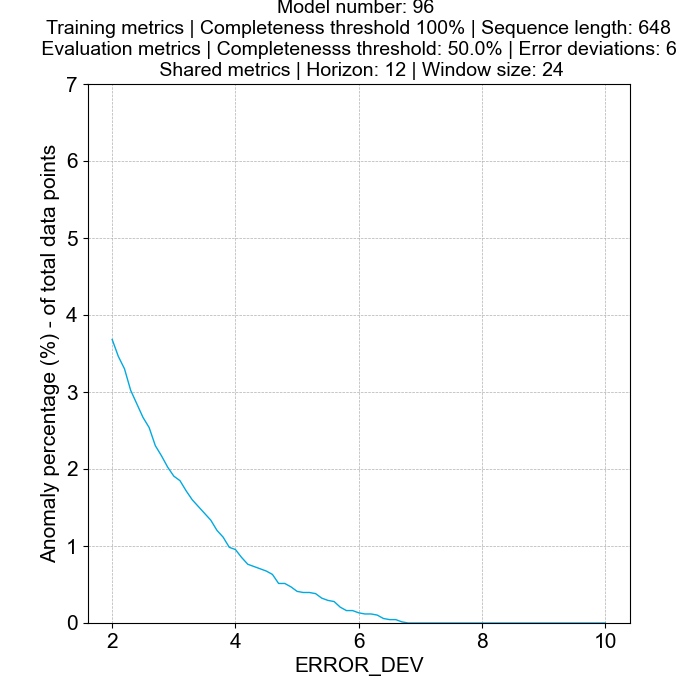 Model number: 96
Training metrics | Completeness threshold 100% | Sequence length: 648
Evaluation metrics | Completenesss threshold: 50.0% | Error deviations: 6
Shared metrics | Horizon: 12 | Window size: 24
7
6
5
4
3
2
1
0
Anomaly percentage (%) - of total data points
2 4 6 8 10
ERROR_DEV